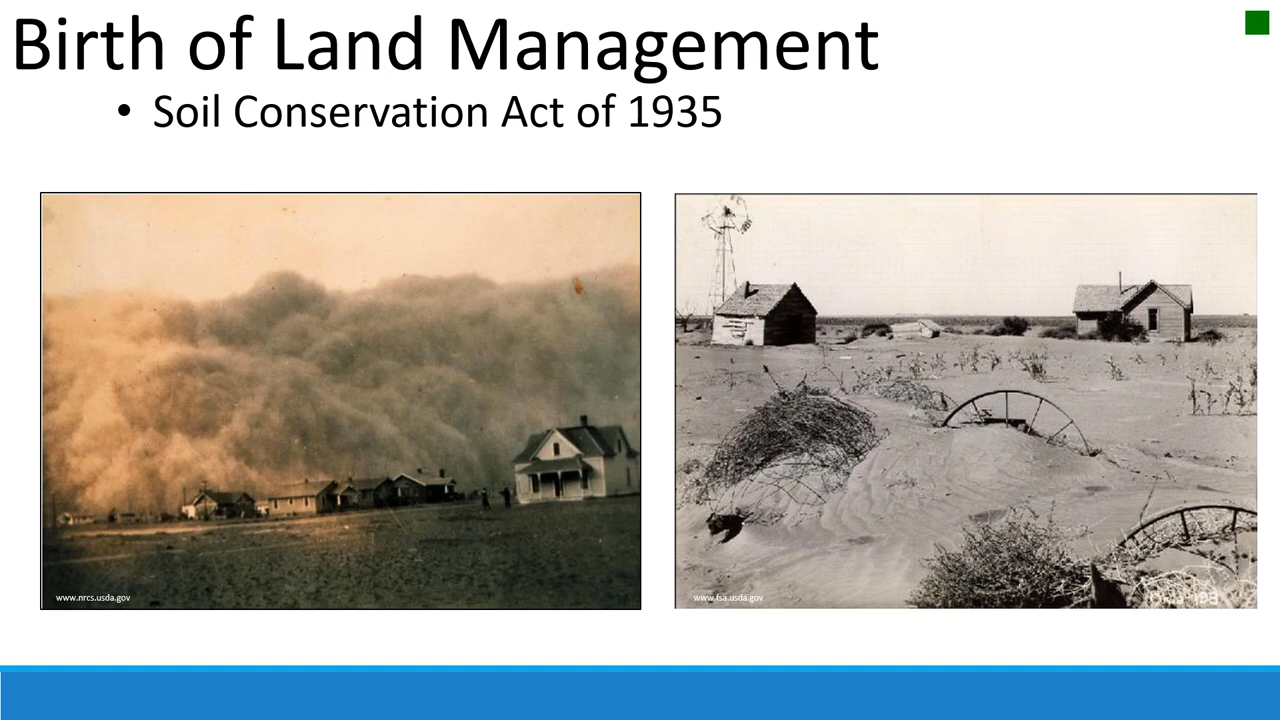 Birth of Land Management
• Soil Conservation Act of 1935
www.nrcs.usda.gov
www.fsa.usda.gov